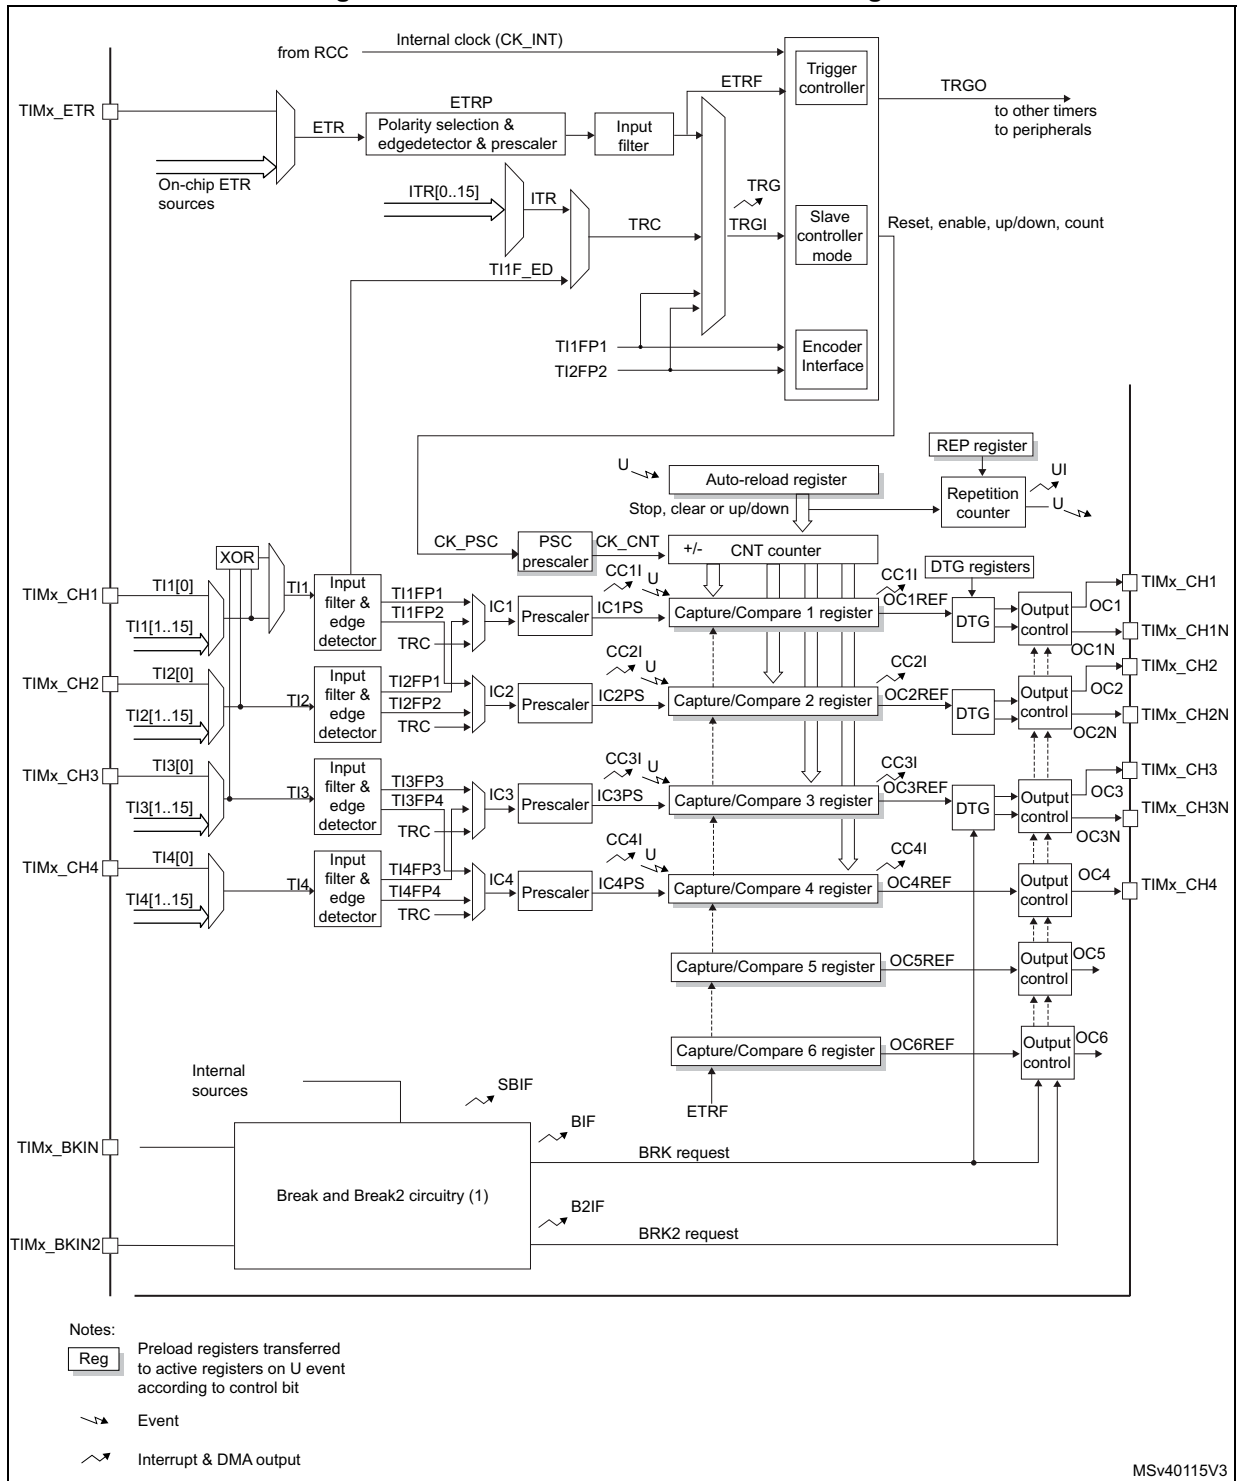 Internal clock (CK_INT)
from RCC
Trigger
controller
ETRF
TRGO
to other timers
to peripherals
TIMx_ETR
ETR
ETRP
Polarity selection &
edgedetector & prescaler
Input
filter
On-chip ETR
sources
ITR[0..15]
ITR
TRC
TRG
TRGI
Slave
controller
mode
Reset, enable, up/down, count
TI1F_ED
TI1FP1
TI2FP2
Encoder
Interface
REP register
U
Auto-reload register
UI
Repetition
counter
U
Stop, clear or up/down
CK_PSC
PSC
prescaler
CK_CNT
+/-
CNT counter
XOR
DTG registers
TIMx_CH1
TI1[0]
TI1[1..15]
TI1
Input
filter &
edge
detector
TI1FP1
TI1FP2
TRC
IC1
Prescaler
IC1PS
CC1I
U
Capture/Compare 1 register
CC1I
OC1REF
DTG
Output
control
OC1
TIMx_CH1
TIMx_CH1N
OC1N
TIMx_CH2
TI2[0]
TI2[1..15]
TI2
Input
filter &
edge
detector
TI2FP1
TI2FP2
TRC
IC2
Prescaler
IC2PS
CC2I
U
Capture/Compare 2 register
CC2I
OC2REF
DTG
Output
control
OC2
TIMx_CH2
TIMx_CH2N
OC2N
TIMx_CH3
TI3[0]
TI3[1..15]
TI3
Input
filter &
edge
detector
TI3FP3
TI3FP4
TRC
IC3
Prescaler
IC3PS
CC3I
U
Capture/Compare 3 register
CC3I
OC3REF
DTG
Output
control
OC3
TIMx_CH3
TIMx_CH3N
OC3N
TIMx_CH4
TI4[0]
TI4[1..15]
TI4
Input
filter &
edge
detector
TI4FP3
TI4FP4
TRC
IC4
Prescaler
IC4PS
CC4I
U
Capture/Compare 4 register
CC4I
OC4REF
Output
control
OC4
TIMx_CH4
Capture/Compare 5 register
OC5REF
Output
control
OC5
Capture/Compare 6 register
OC6REF
Output
control
OC6
ETRF
Internal
sources
SBIF
TIMx_BKIN
BIF
BRK request
Break and Break2 circuitry (1)
B2IF
TIMx_BKIN2
BRK2 request
Notes:
Reg
Preload registers transferred
to active registers on U event
according to control bit
Event
Interrupt & DMA output
MSv40115V3